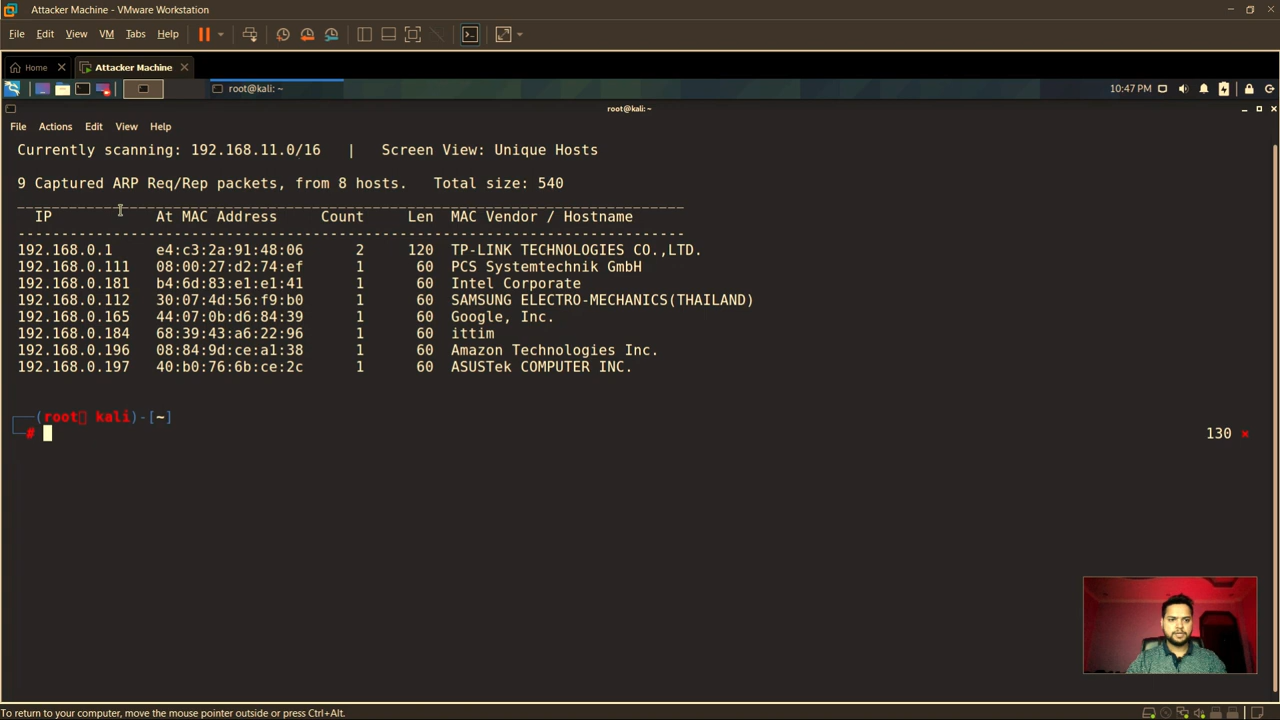 Attacker Machine - VMware Workstation
File Edit View VM Tabs Help
Home Attacker Machine
root@kali: ~ 10:47 PM
root@kali: ~
File Actions Edit View Help
Currently scanning: 192.168.11.0/16 | Screen View: Unique Hosts
9 Captured ARP Req/Rep packets, from 8 hosts. Total size: 540
_____________________________________________________________________________
IP At MAC Address Count Len MAC Vendor / Hostname
-----------------------------------------------------------------------------
192.168.0.1 e4:c3:2a:91:48:06 2 120 TP-LINK TECHNOLOGIES CO.,LTD.
192.168.0.111 08:00:27:d2:74:ef 1 60 PCS Systemtechnik GmbH
192.168.0.181 b4:6d:83:e1:e1:41 1 60 Intel Corporate
192.168.0.112 30:07:4d:56:f9:b0 1 60 SAMSUNG ELECTRO-MECHANICS(THAILAND)
192.168.0.165 44:07:0b:d6:84:39 1 60 Google, Inc.
192.168.0.184 68:39:43:a6:22:96 1 60 ittim
192.168.0.196 08:84:9d:ce:a1:38 1 60 Amazon Technologies Inc.
192.168.0.197 40:b0:76:6b:ce:2c 1 60 ASUSTek COMPUTER INC.
(root kali)-[~]
# 130 ×
To return to your computer, move the mouse pointer outside or press Ctrl+Alt.